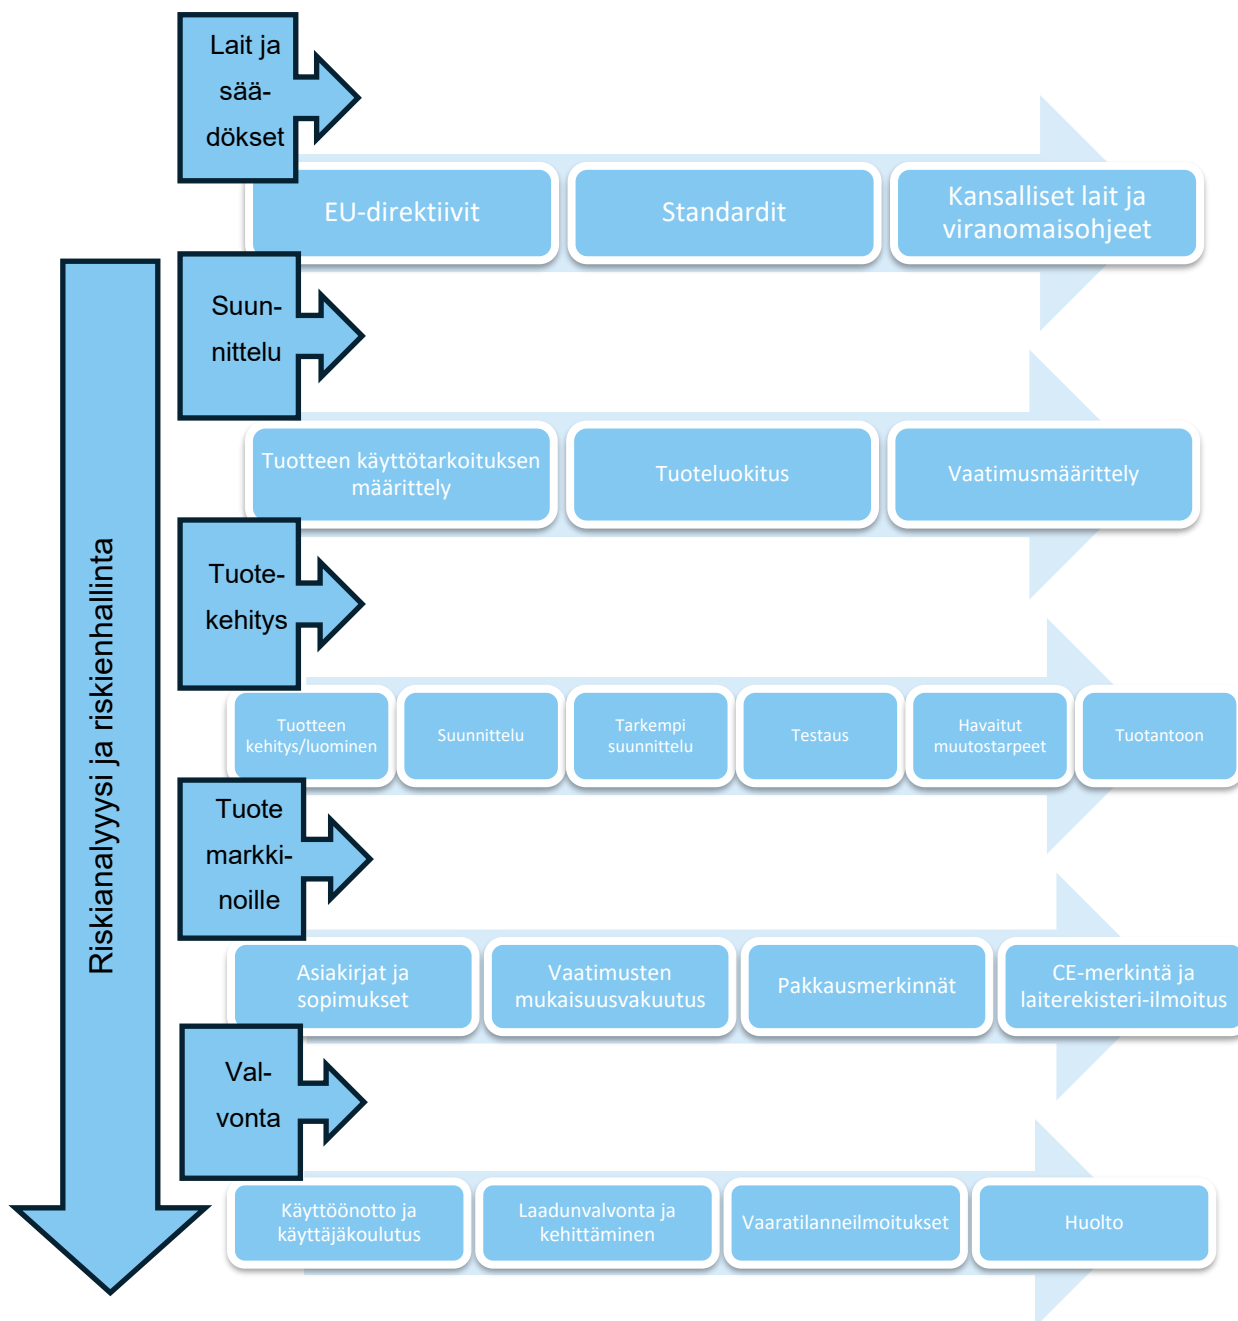 Lait ja
sää-
dökset
EU-direktiivit
Standardit
Kansalliset lait ja
viranomaisohjeet
Suun-
nittelu
Tuotteen käyttötarkoituksen
määrittely
Tuoteluokitus
Vaatimusmäärittely
Riskianalyysi ja riskienhallinta
Tuote-
kehitys
Tuotteen
kehitys/luominen
Suunnittelu
Tarkempi
suunnittelu
Testaus
Havaitut
muutostarpeet
Tuotantoon
Tuote
markki-
noille
Asiakirjat ja
sopimukset
Vaatimusten
mukaisuusvakuutus
Pakkausmerkinnät
CE-merkintä ja
laiterekisteri-ilmoitus
Val-
vonta
Käyttöönotto ja
käyttäjäkoulutus
Laadunvalvonta ja
kehittäminen
Vaaratilanneilmoitukset
Huolto